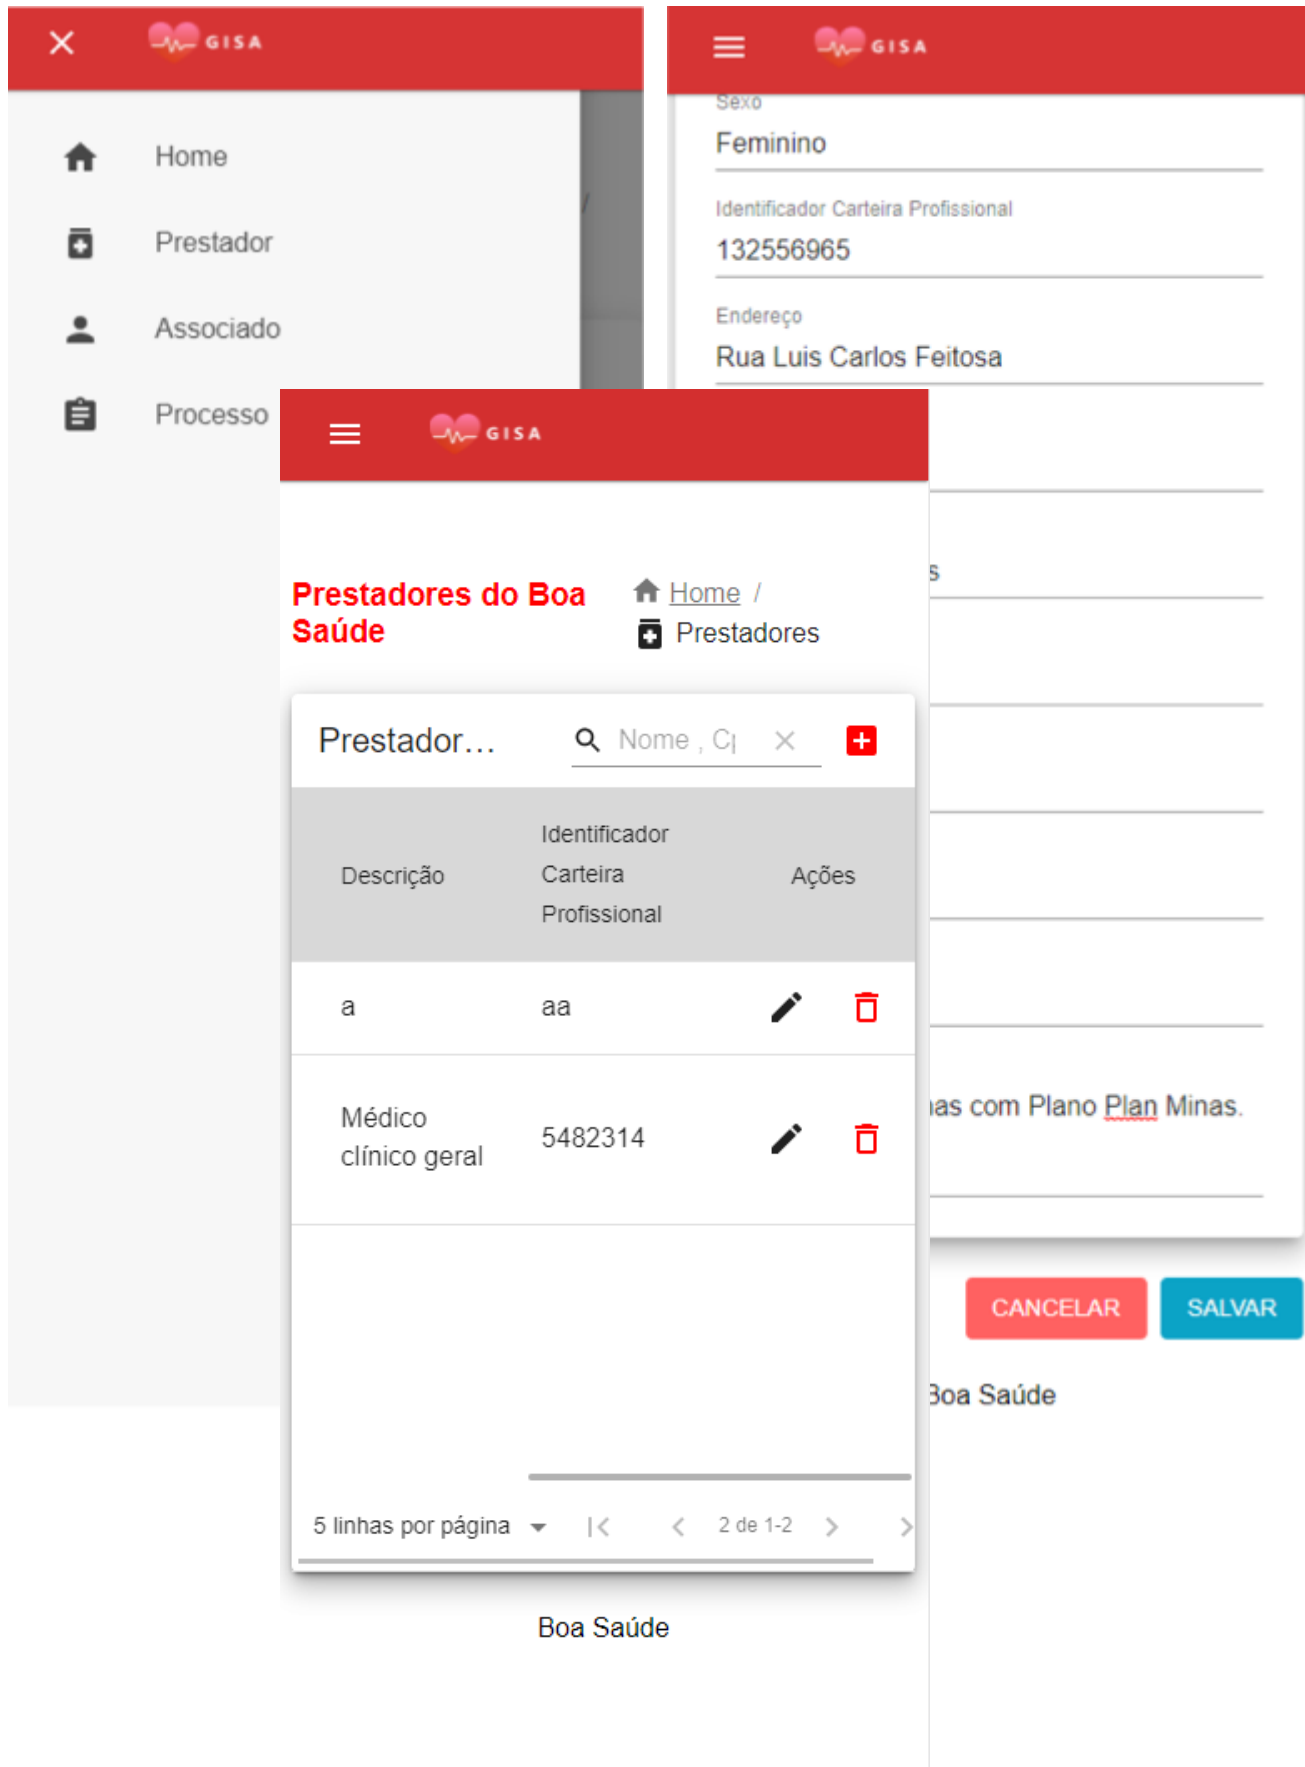 GISA
Home
Prestador
Associado
Processo
GISA
Sexo
Feminino
Identificador Carteira Profissional
132556965
Endereço
Rua Luis Carlos Feitosa
com Plano Plan Minas.
CANCELAR
SALVAR
Boa Saúde
GISA
Prestadores do Boa
Saúde
Home /
Prestadores
Prestador...
Nome , C
Descrição
Identificador
Carteira
Profissional
Ações
a
aa
Médico
clínico geral
5482314
5 linhas por página
2 de 1-2
Boa Saúde